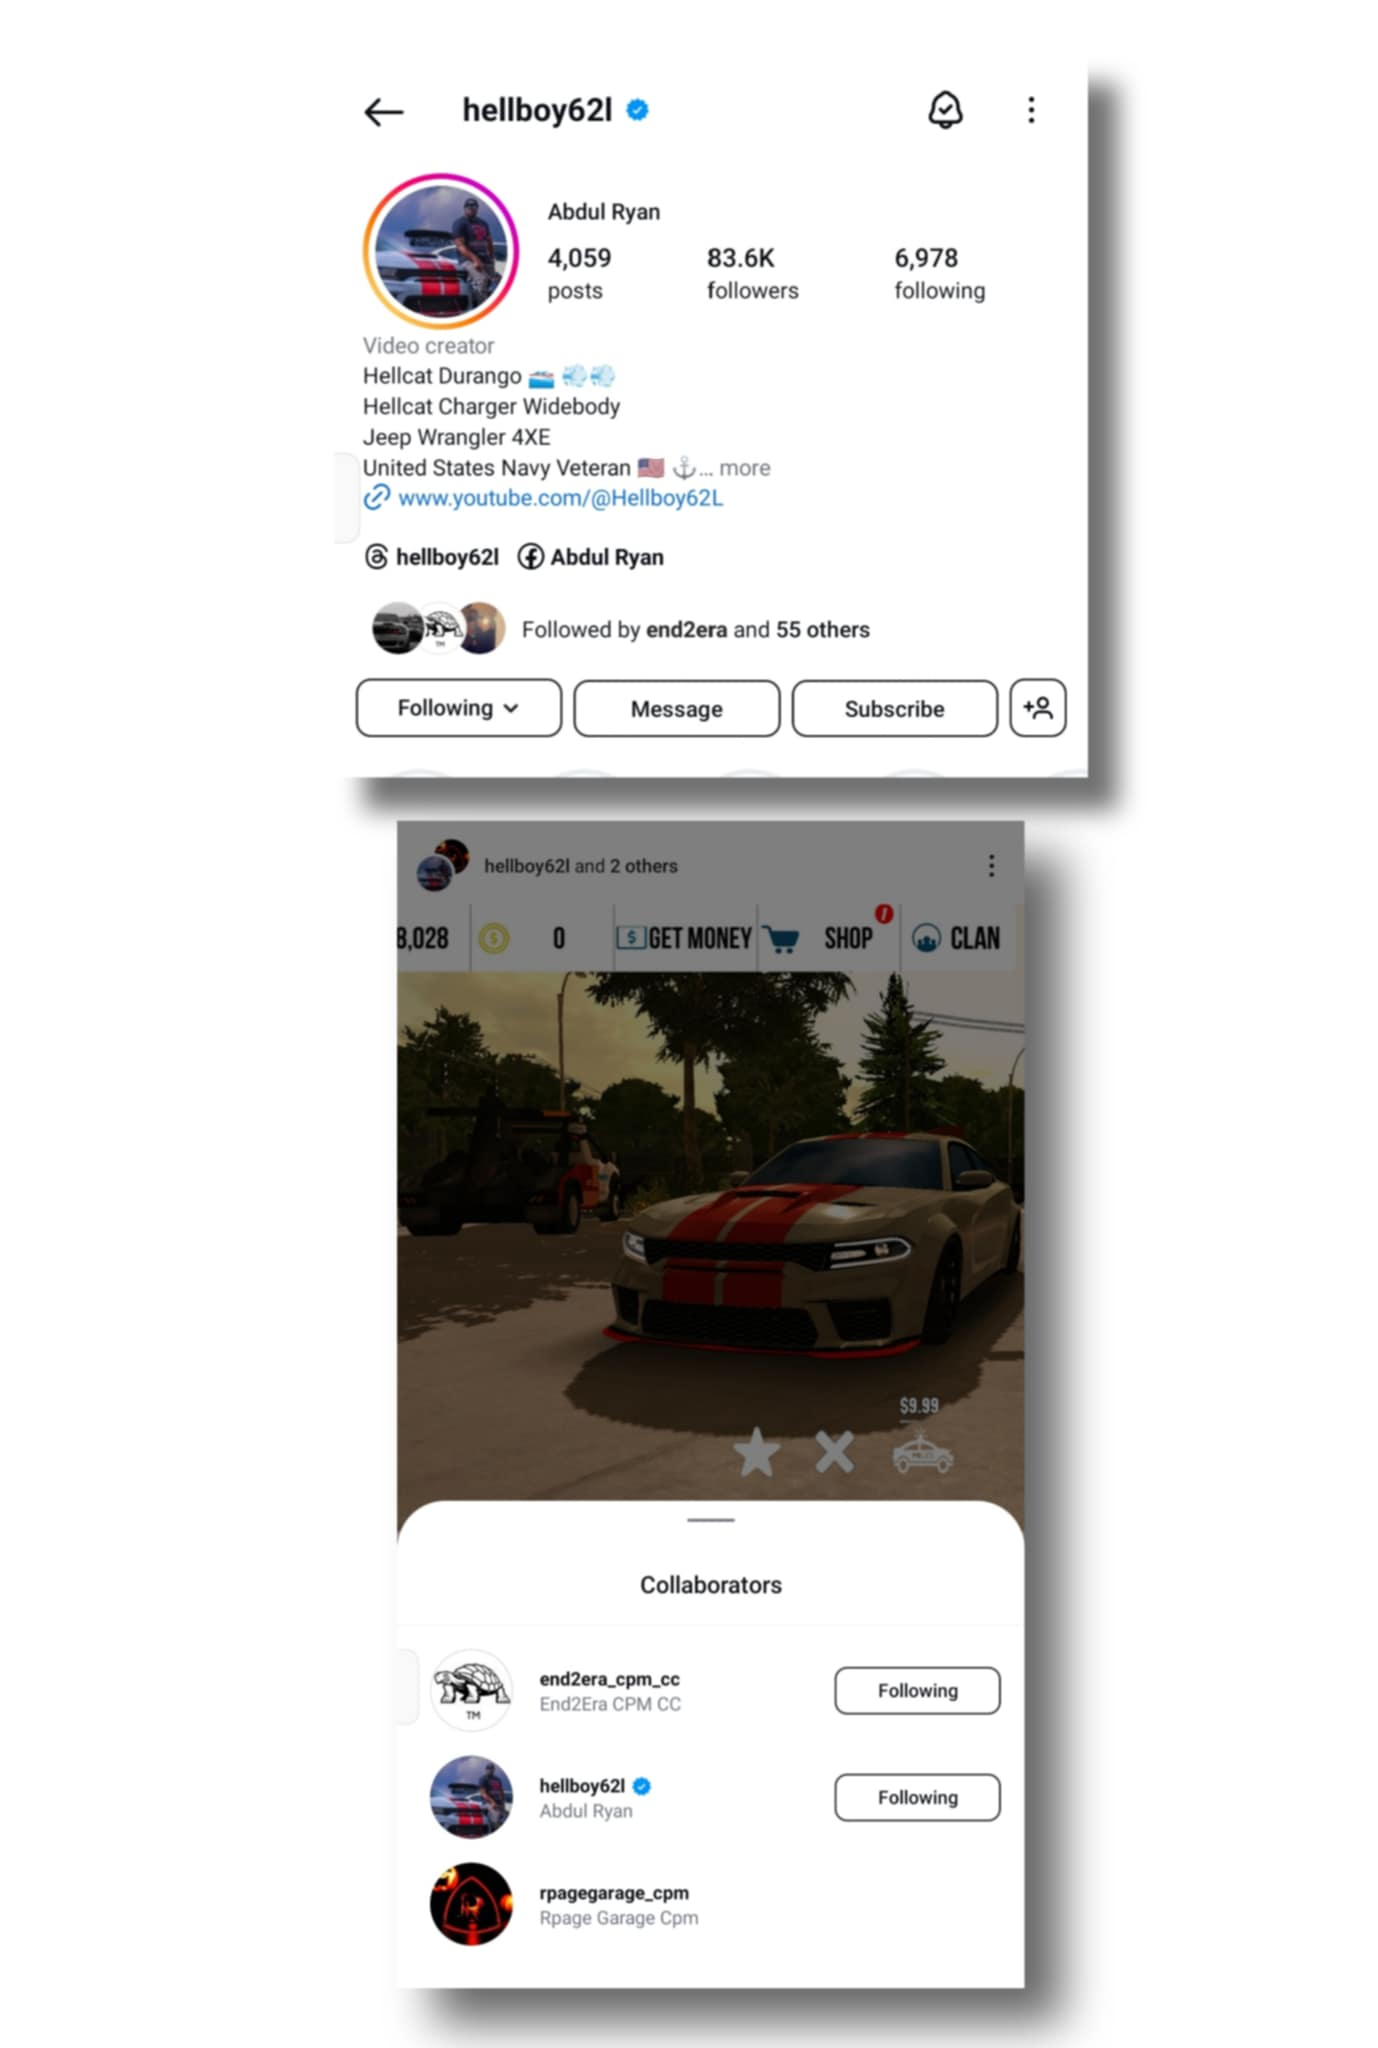 hellboy62l
Abdul Ryan
4,059 83.6K 6,978
posts followers following
Video creator
Hellcat Durango 🚤 💨💨
Hellcat Charger Widebody
Jeep Wrangler 4XE
United States Navy Veteran 🇺🇸 ⚓... more
www.youtube.com/@Hellboy62L
hellboy62l Abdul Ryan
TM
Followed by end2era and 55 others
Following Message Subscribe
hellboy62l and 2 others
8,028 0 GET MONEY SHOP CLAN
$9.99
Collaborators
end2era_cpm_cc
End2Era CPM CC
Following
TM
hellboy62l
Abdul Ryan
Following
rpagegarage_cpm
Rpage Garage Cpm